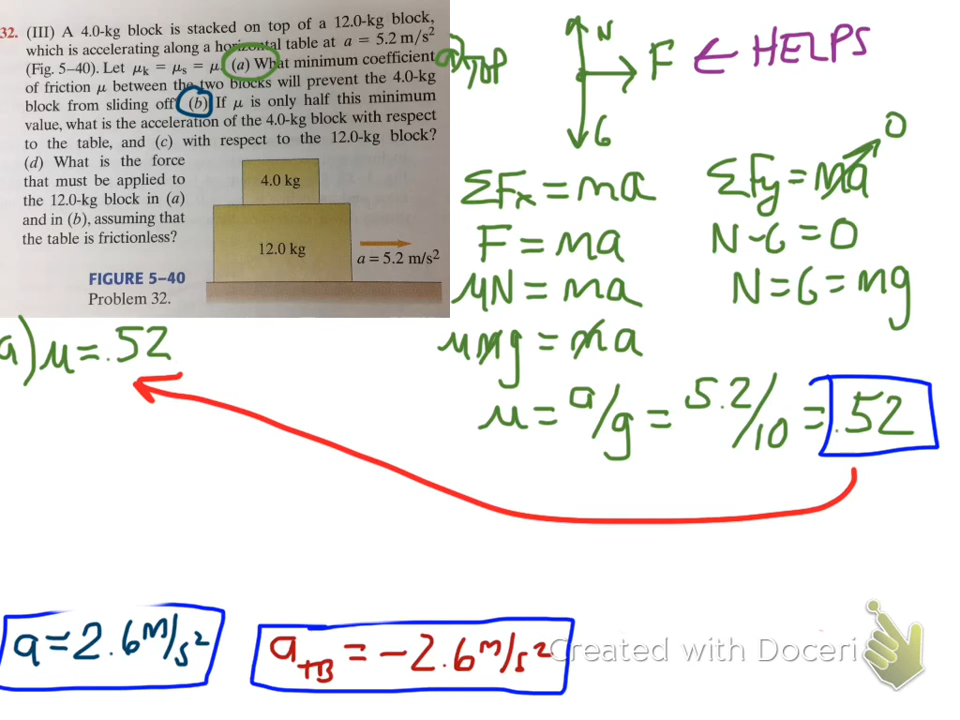 32. (III) A 4.0-kg block is stacked on top of a 12.0-kg block,
which is accelerating along a horizontal table at a = 5.2 m/s²
(Fig. 5–40). Let μk = μs = μ. (a) What minimum coefficient
of friction μ between the two blocks will prevent the 4.0-kg
block from sliding off? (b) If μ is only half this minimum
value, what is the acceleration of the 4.0-kg block with respect
to the table, and (c) with respect to the 12.0-kg block?
(d) What is the force
that must be applied to
the 12.0-kg block in (a)
and in (b), assuming that
the table is frictionless?
4.0 kg
12.0 kg
a = 5.2 m/s²
FIGURE 5–40
Problem 32.
a) TOP
N
F ← HELPS
G
ΣFx = ma
F = ma
μN = ma
μmg = ma
ΣFy = ma 0
N-G = 0
N = G = mg
μ = a/g = 5.2/10 = .52
a) μ = .52
a = 2.6 m/s²
aTB = -2.6 m/s²
Created with Doceri